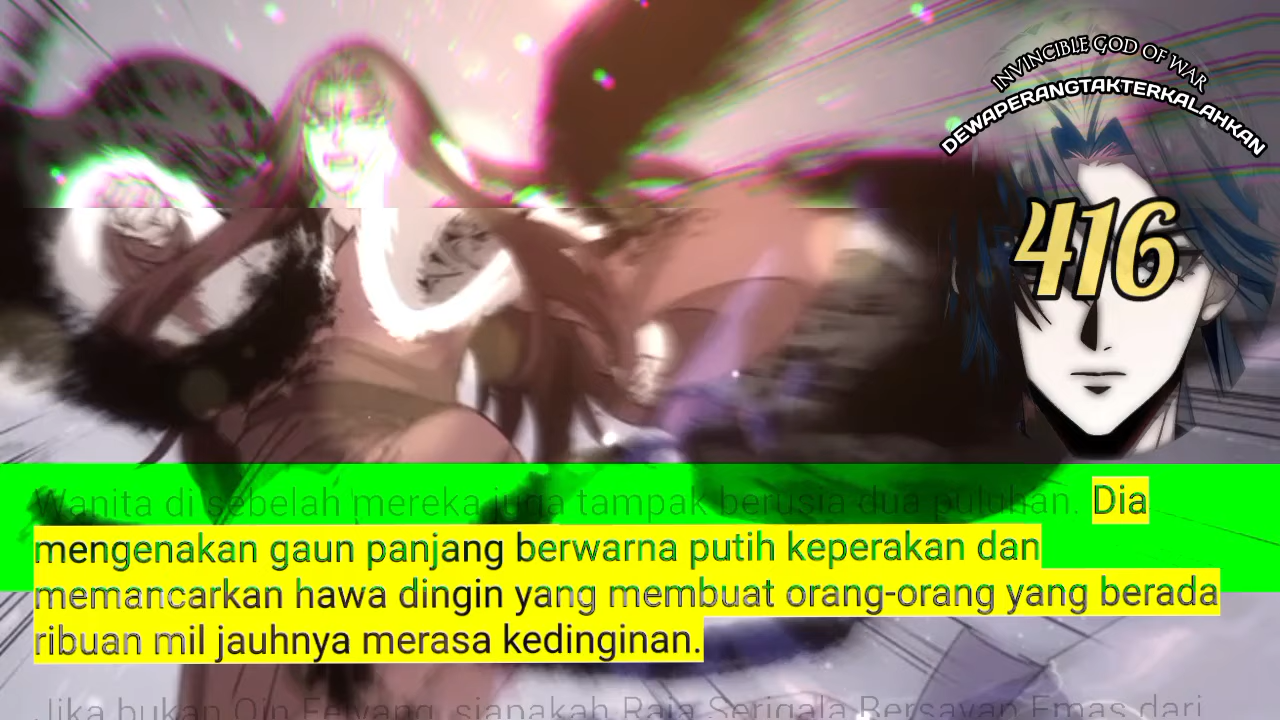 INVINCIBLE GOD OF WAR
DEWAPERANGTAKTERKALAHKAN
416
Wanita di sebelah mereka juga tampak berusia dua puluhan. Dia
mengenakan gaun panjang berwarna putih keperakan dan
memancarkan hawa dingin yang membuat orang-orang yang berada
ribuan mil jauhnya merasa kedinginan.
Jika bukan Qin Feiyang, siapakah Raja Serigala Bersayap Emas dari